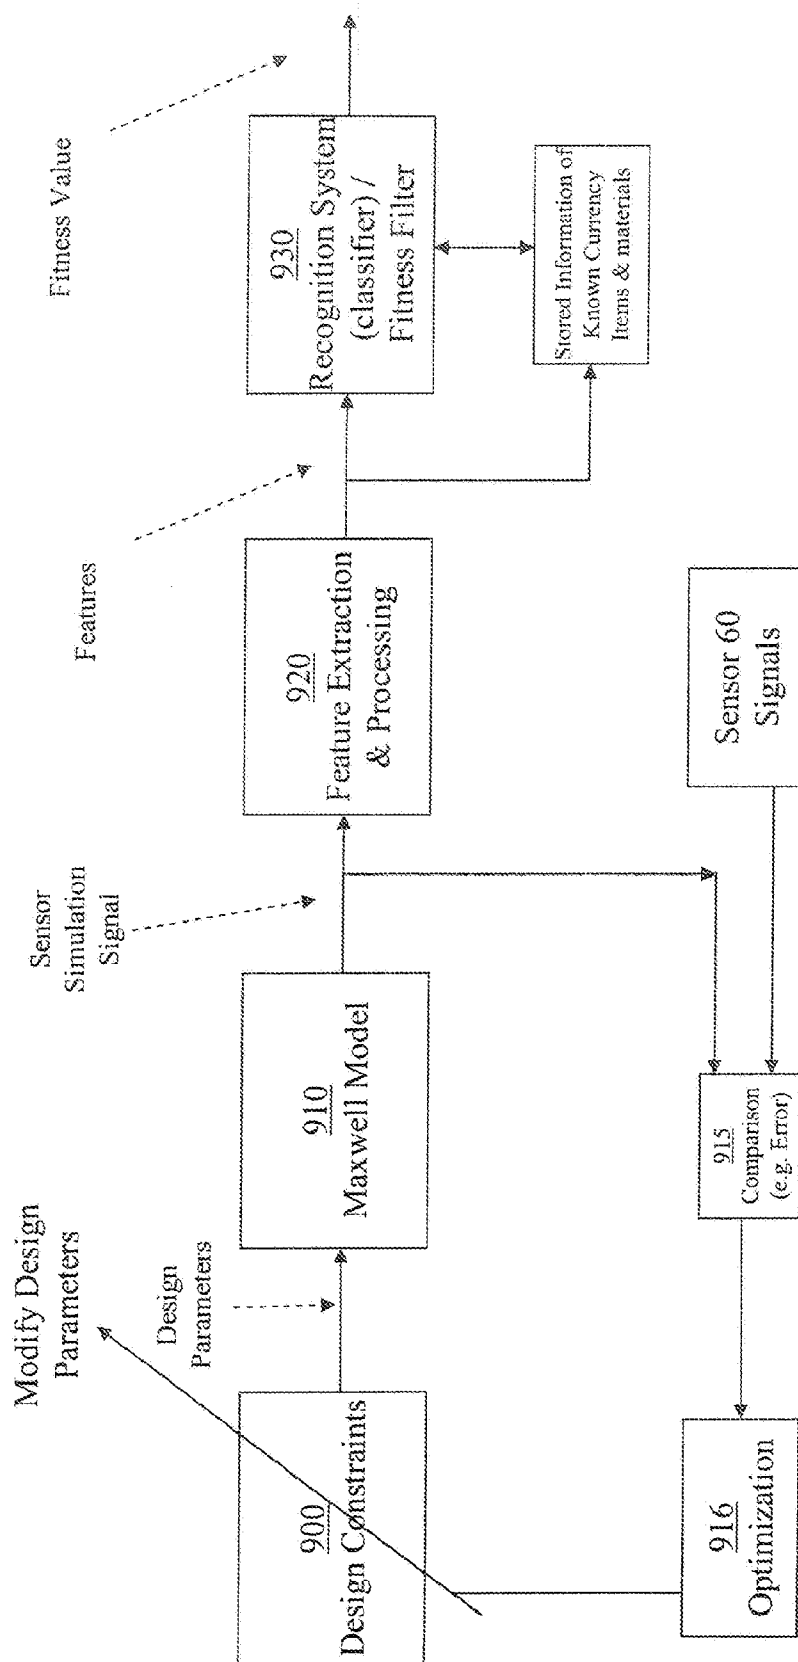 Modify Design
Parameters
900
Design Constraints
Design
Parameters
910
Maxwell Model
Sensor
Simulation
Signal
920
Feature Extraction
& Processing
Features
930
Recognition System
(classifier) /
Fitness Filter
Fitness Value
Stored Information of
Known Currency
Items & materials
916
Optimization
915
Comparison
(e.g. Error)
Sensor 60
Signals